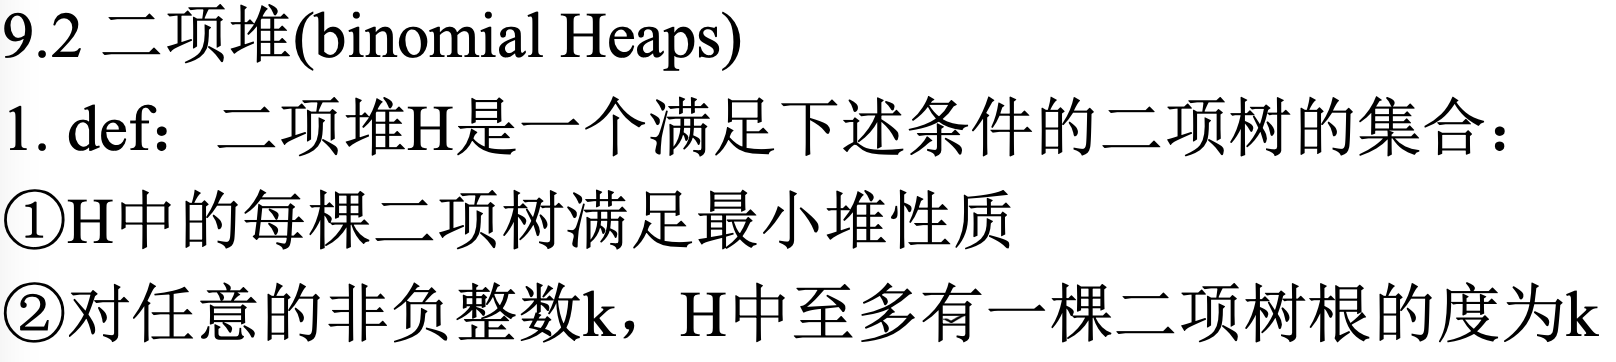 9.2 二项堆(binomial Heaps)
1. def：二项堆H是一个满足下述条件的二项树的集合：
①H中的每棵二项树满足最小堆性质
②对任意的非负整数k，H中至多有一棵二项树根的度为k